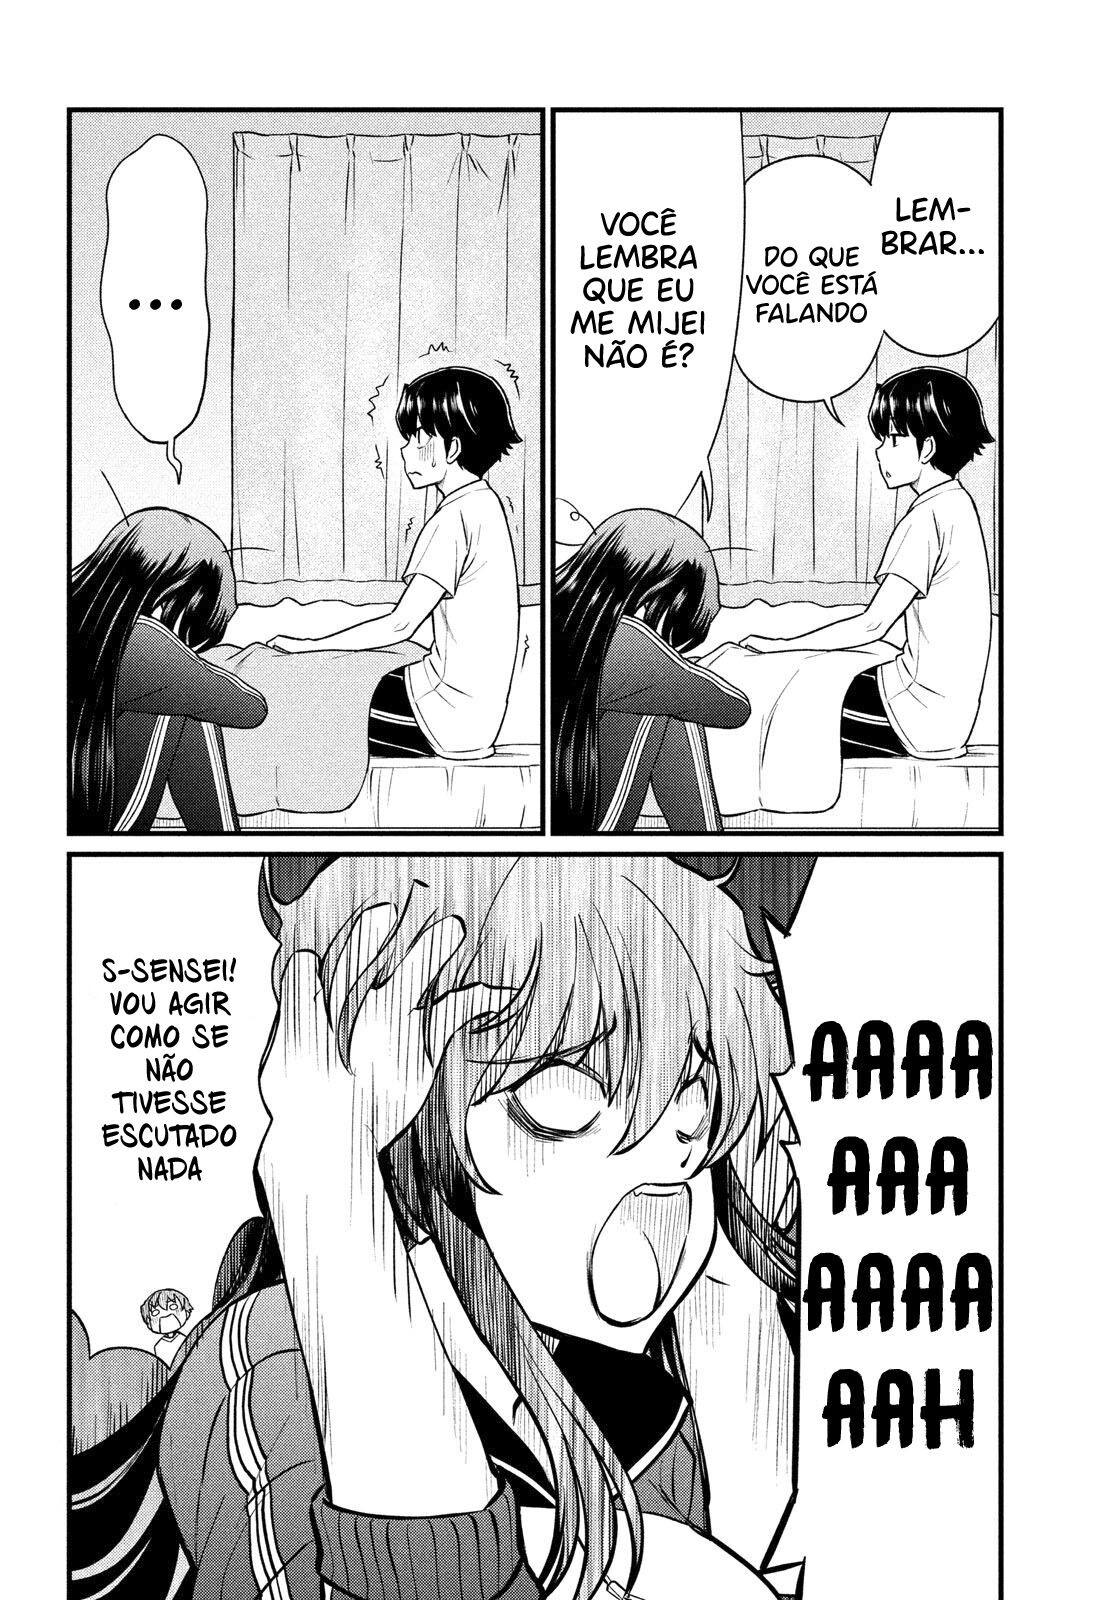 LEM-
BRAR...
DO QUE
VOCÊ ESTÁ
FALANDO
VOCÊ
LEMBRA
QUE EU
ME MIJEI
NÃO É?
...
AAAA
AAA
AAAA
AAH
S-SENSEI!
VOU AGIR
COMO SE
NÃO
TIVESSE
ESCUTADO
NADA